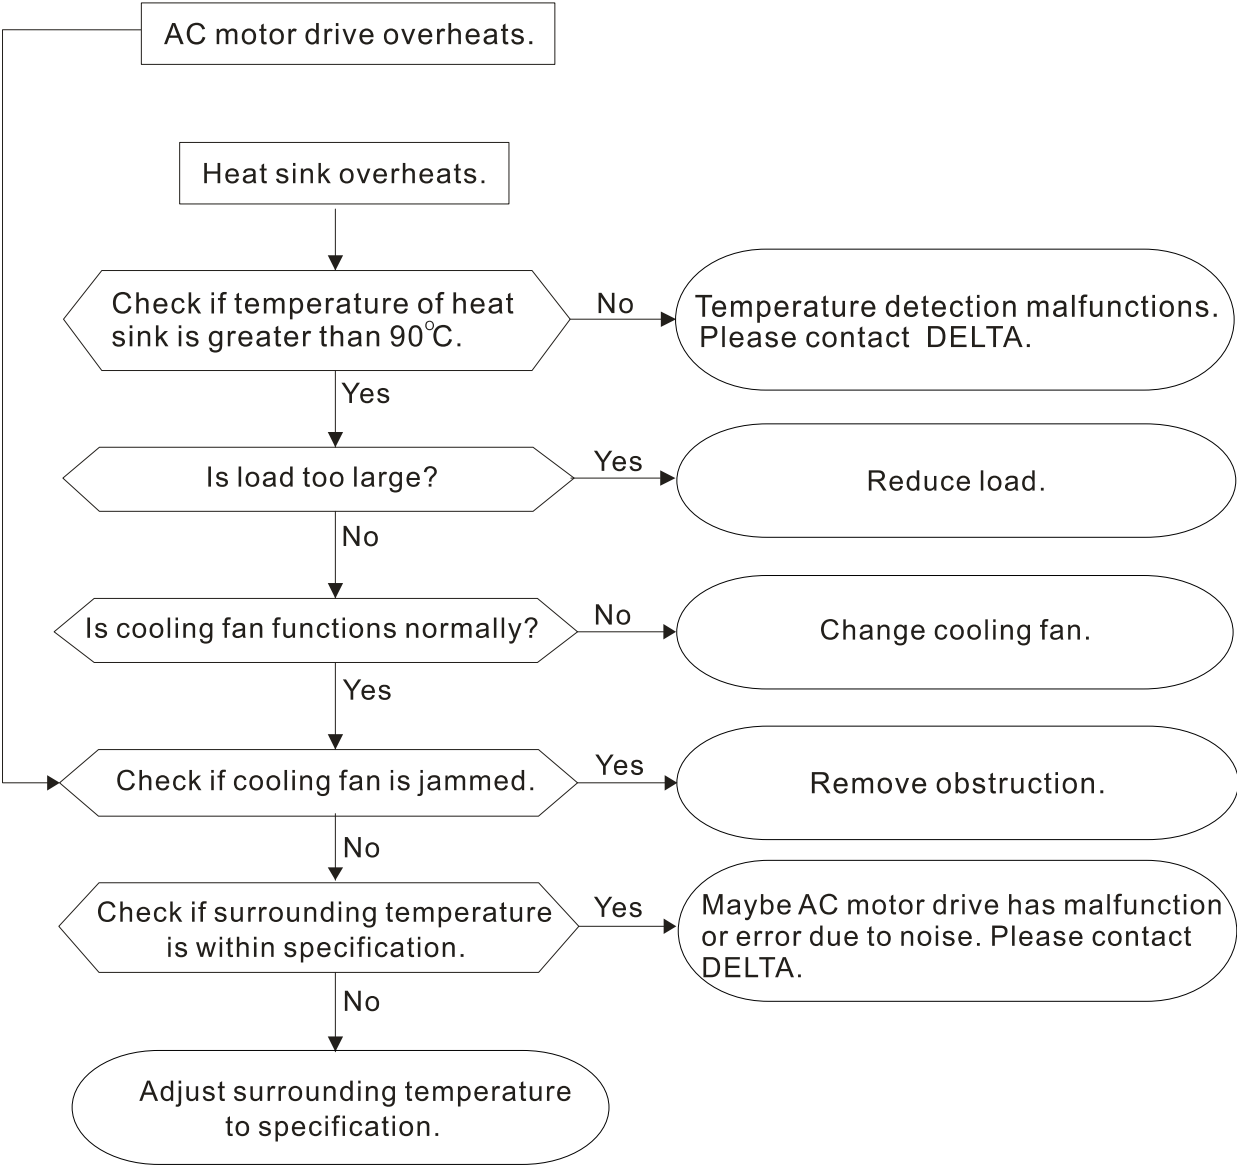 AC motor drive overheats.
Heat sink overheats.
Check if temperature of heat
sink is greater than 90°C.
No
Temperature detection malfunctions.
Please contact DELTA.
Yes
Is load too large?
Yes
Reduce load.
No
Is cooling fan functions normally?
No
Change cooling fan.
Yes
Check if cooling fan is jammed.
Yes
Remove obstruction.
No
Check if surrounding temperature
is within specification.
Yes
Maybe AC motor drive has malfunction
or error due to noise. Please contact
DELTA.
No
Adjust surrounding temperature
to specification.